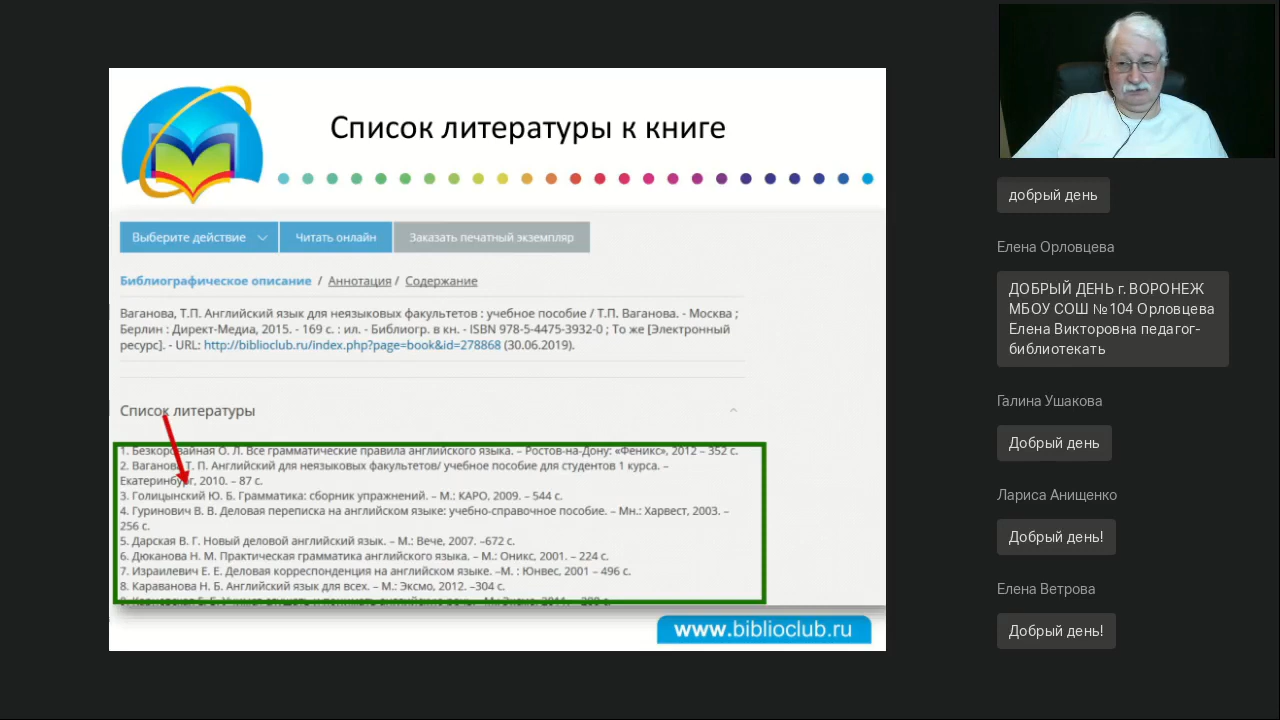 Список литературы к книге
Выберите действие
Читать онлайн
Заказать печатный экземпляр
Библиографическое описание / Аннотация / Содержание
Ваганова, Т.П. Английский язык для неязыковых факультетов : учебное пособие / Т.П. Ваганова. - Москва ;
Берлин : Директ-Медиа, 2015. - 169 с. : ил. - Библиогр. в кн. - ISBN 978-5-4475-3932-0 ; То же [Электронный
ресурс]. - URL: http://biblioclub.ru/index.php?page=book&id=278868 (30.06.2019).
Список литературы
1. Безкоровайная О. Л. Все грамматические правила английского языка. – Ростов-на-Дону: «Феникс», 2012 – 352 с.
2. Ваганова Т. П. Английский для неязыковых факультетов/ учебное пособие для студентов 1 курса. –
Екатеринбург, 2010. – 87 с.
3. Голицынский Ю. Б. Грамматика: сборник упражнений. – М.: КАРО, 2009. – 544 с.
4. Гуринович В. В. Деловая переписка на английском языке: учебно-справочное пособие. – Мн.: Харвест, 2003. –
256 с.
5. Дарская В. Г. Новый деловой английский язык. – М.: Вече, 2007. –672 с.
6. Дюканова Н. М. Практическая грамматика английского языка. – М.: Оникс, 2001. – 224 с.
7. Израилевич Е. Е. Деловая корреспонденция на английском языке. –М. : Юнвес, 2001 – 496 с.
8. Караванова Н. Б. Английский язык для всех. – М.: Эксмо, 2012. –304 с.
www.biblioclub.ru
добрый день
Елена Орловцева
ДОБРЫЙ ДЕНЬ г. ВОРОНЕЖ
МБОУ СОШ №104 Орловцева
Елена Викторовна педагог-
библиотекать
Галина Ушакова
Добрый день
Лариса Анищенко
Добрый день!
Елена Ветрова
Добрый день!